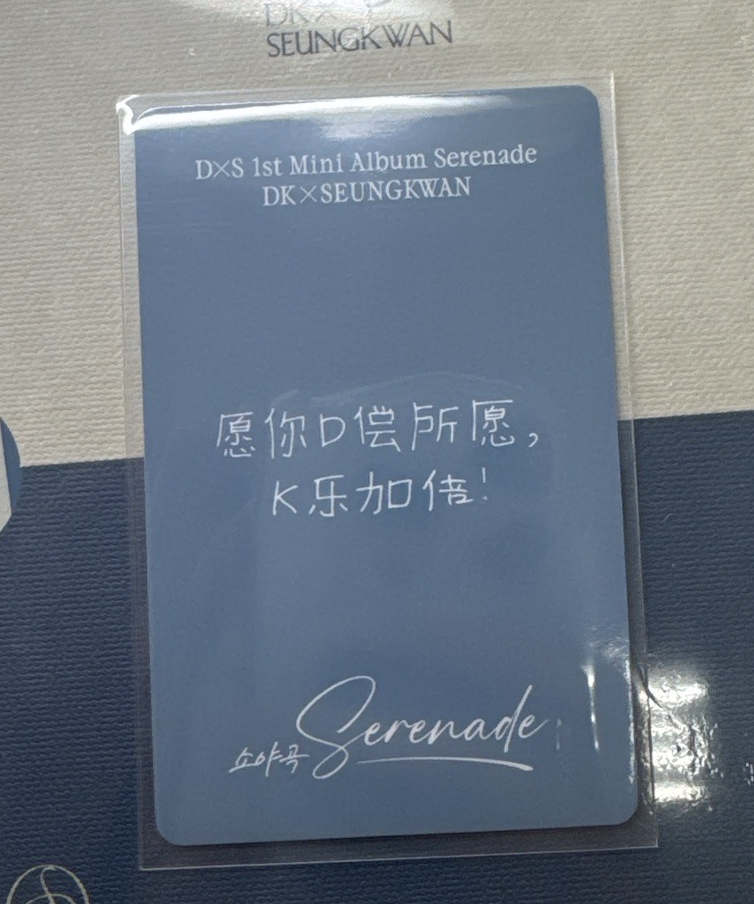 DK×
SEUNGKWAN
D×S 1st Mini Album Serenade
DK×SEUNGKWAN
愿你D偿所愿,
K乐加倍!
소야곡 Serenade